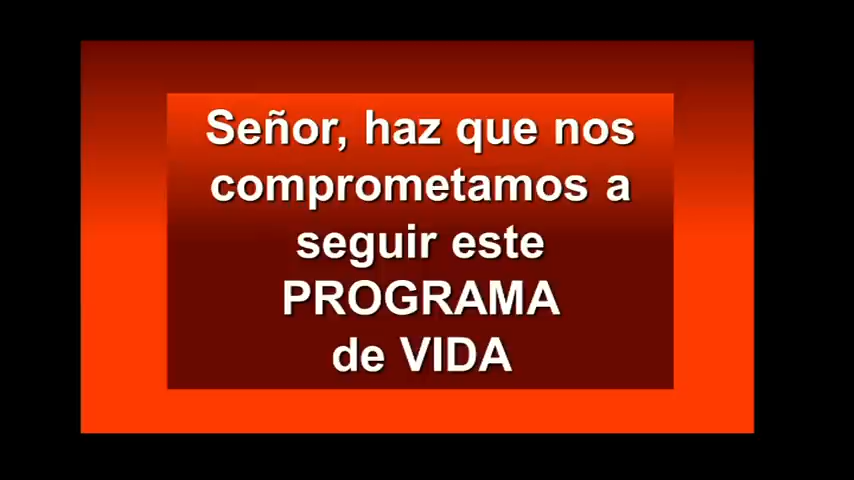 Señor, haz que nos
comprometamos a
seguir este
PROGRAMA
de VIDA